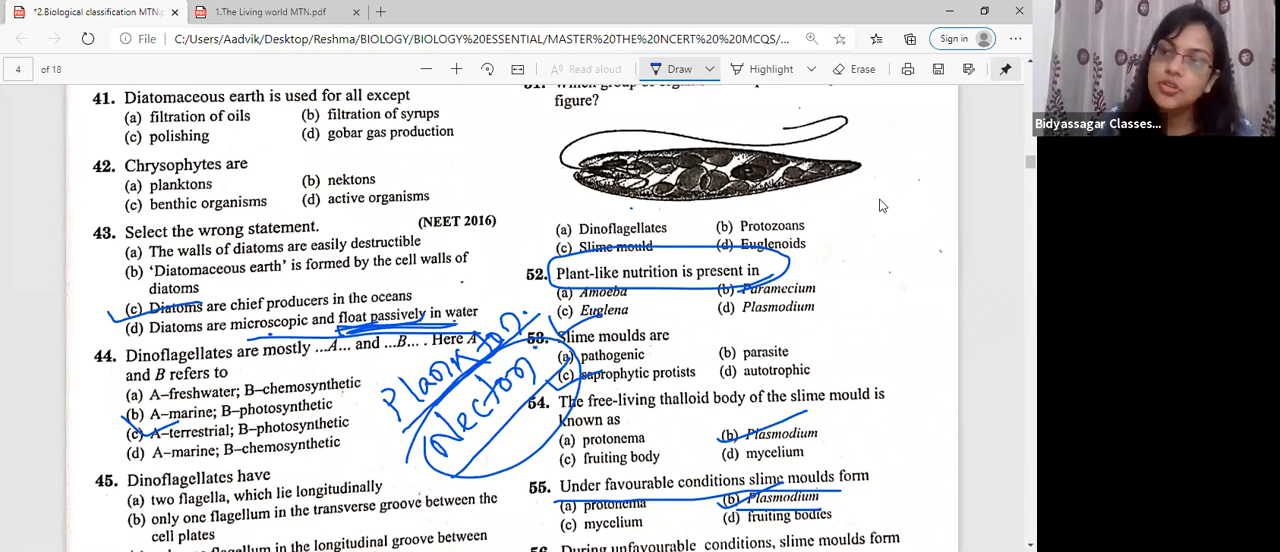 *2.Biological classification MTN.p
1.The Living world MTN.pdf
File
C:/Users/Aadvik/Desktop/Reshma/BIOLOGY/BIOLOGY%20ESSENTIAL/MASTER%20THE%20NCERT%20%20MCQS/...
Sign in
4 of 18
Read aloud
Draw
Highlight
Erase
41. Diatomaceous earth is used for all except
(a) filtration of oils (b) filtration of syrups
(c) polishing (d) gobar gas production
42. Chrysophytes are
(a) planktons (b) nektons
(c) benthic organisms (d) active organisms
43. Select the wrong statement. (NEET 2016)
(a) The walls of diatoms are easily destructible
(b) 'Diatomaceous earth' is formed by the cell walls of
diatoms
(c) Diatoms are chief producers in the oceans
(d) Diatoms are microscopic and float passively in water
44. Dinoflagellates are mostly ...A... and ...B... . Here A
and B refers to
(a) A–freshwater; B–chemosynthetic
(b) A–marine; B–photosynthetic
(c) A–terrestrial; B–photosynthetic
(d) A–marine; B–chemosynthetic
45. Dinoflagellates have
(a) two flagella, which lie longitudinally
(b) only one flagellum in the transverse groove between the
cell plates
flagellum in the longitudinal groove between
Plankton.
Necton
figure?
(a) Dinoflagellates (b) Protozoans
(c) Slime mould (d) Euglenoids
52. Plant-like nutrition is present in
(a) Amoeba (b) Paramecium
(c) Euglena (d) Plasmodium
53. Slime moulds are
(a) pathogenic (b) parasite
(c) saprophytic protists (d) autotrophic
54. The free-living thalloid body of the slime mould is
known as
(a) protonema (b) Plasmodium
(c) fruiting body (d) mycelium
55. Under favourable conditions slime moulds form
(a) protonema (b) Plasmodium
(c) mycelium (d) fruiting bodies
56. During unfavourable conditions, slime moulds form
Bidyassagar Classes...